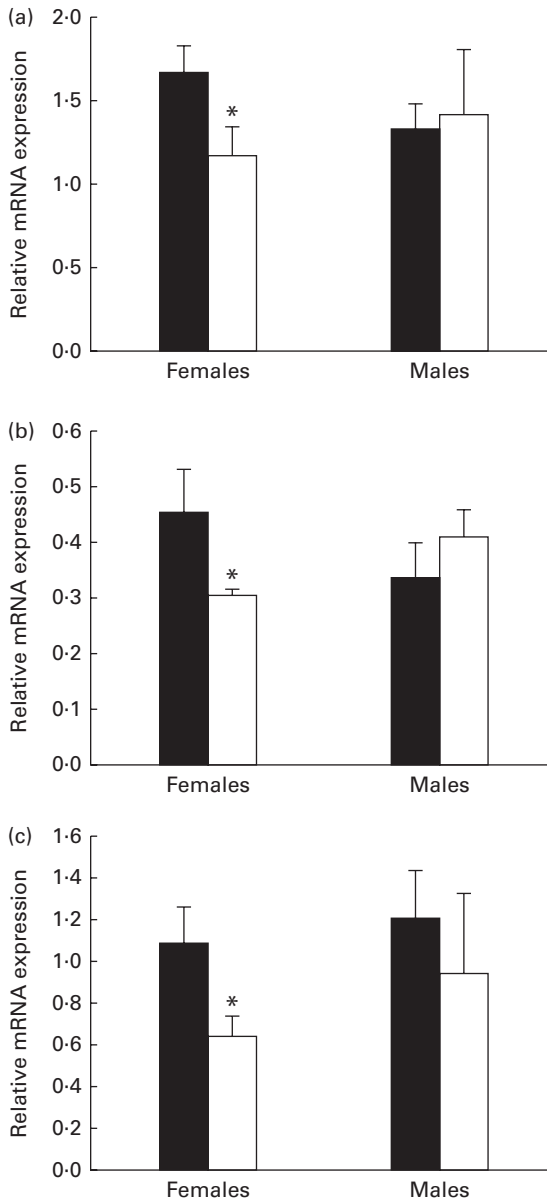 (a)
Relative mRNA expression
2·0
1·5
1·0
0·5
0·0
*
Females
Males
(b)
Relative mRNA expression
0·6
0·5
0·4
0·3
0·2
0·1
0·0
*
Females
Males
(c)
Relative mRNA expression
1·6
1·4
1·2
1·0
0·8
0·6
0·4
0·2
0·0
*
Females
Males